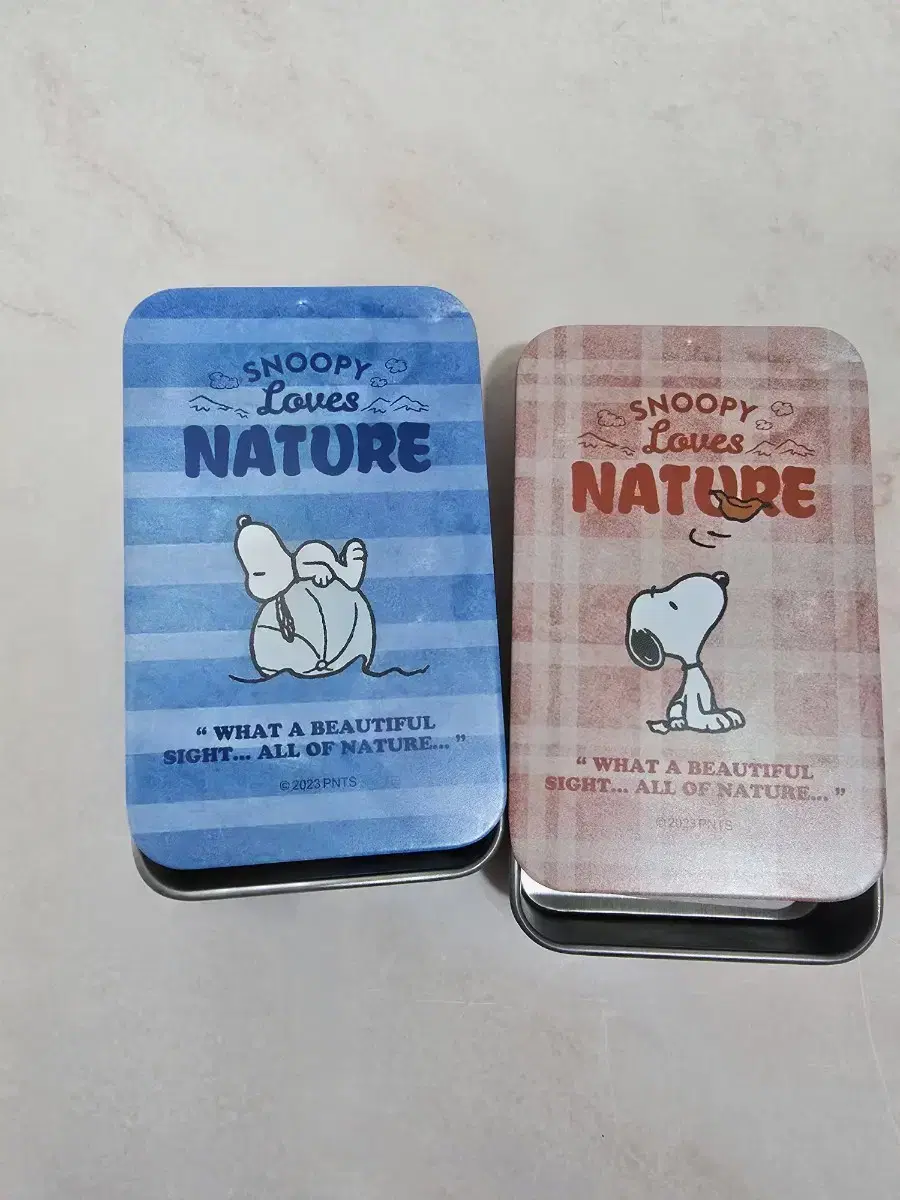 SNOOPY
Loves
NATURE
“ WHAT A BEAUTIFUL
SIGHT... ALL OF NATURE... ”
© 2023 PNTS
SNOOPY
Loves
NATURE
“ WHAT A BEAUTIFUL
SIGHT... ALL OF NATURE... ”
© 2023 PNTS